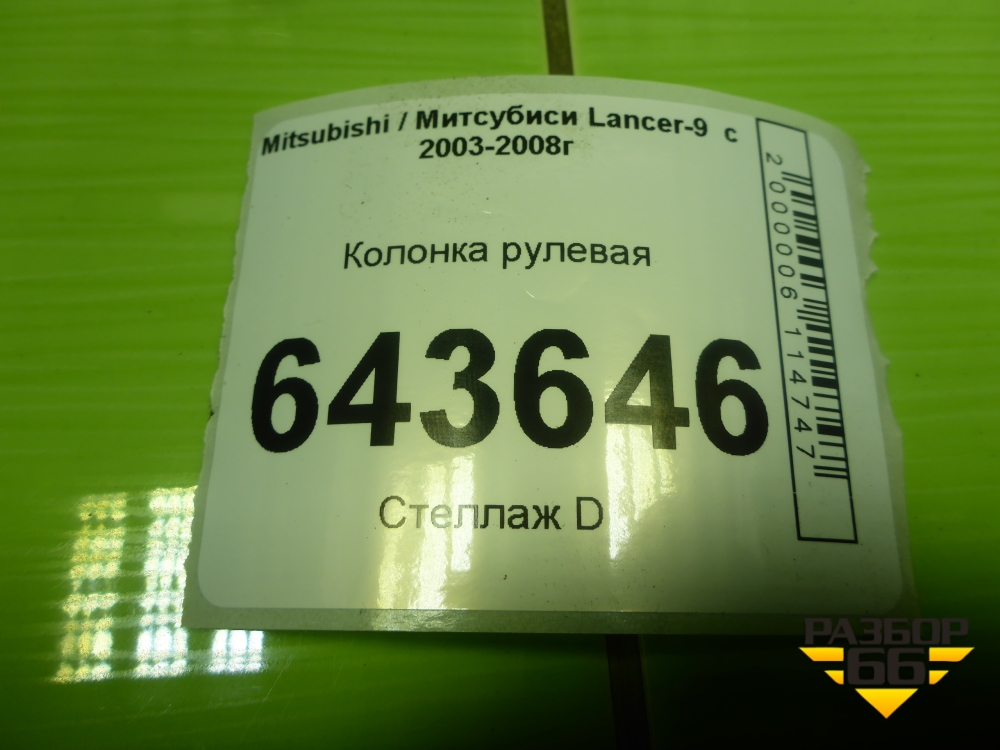 Mitsubishi / Митсубиси Lancer-9 с
2003-2008г
Колонка рулевая
643646
Стеллаж D
2000006114747
РАЗБОР
66